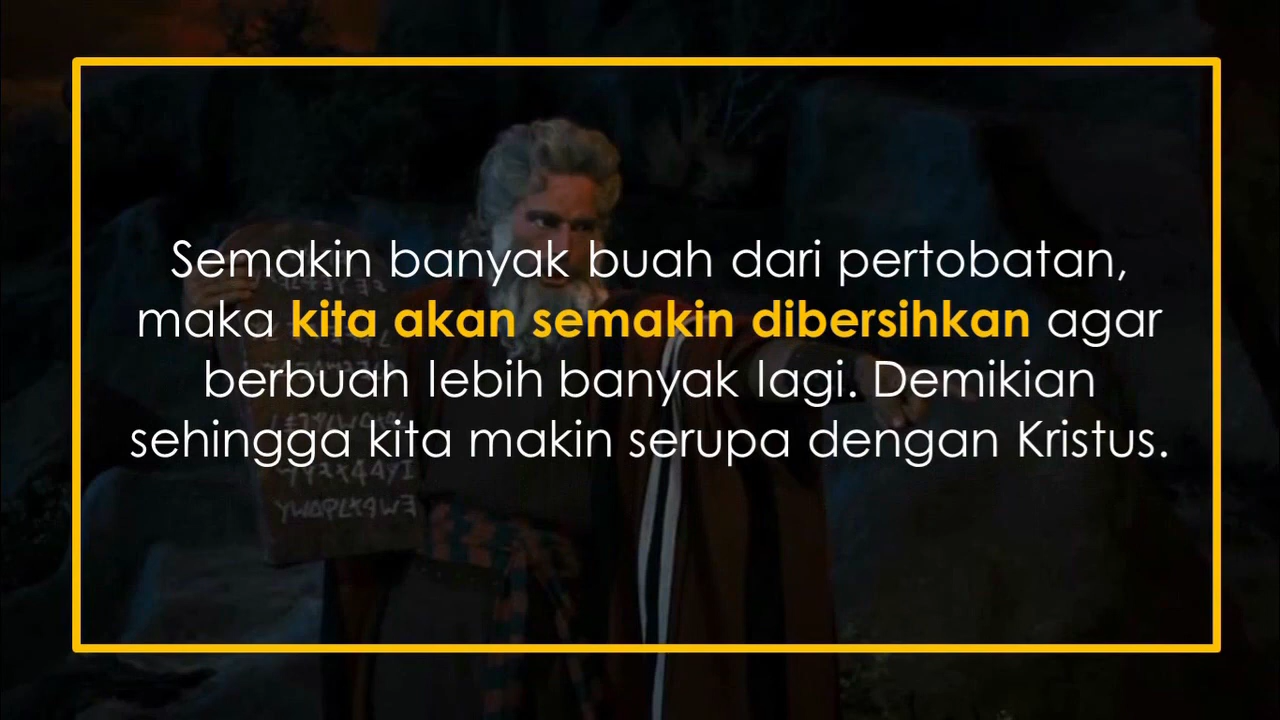 Semakin banyak buah dari pertobatan,
maka kita akan semakin dibersihkan agar
berbuah lebih banyak lagi. Demikian
sehingga kita makin serupa dengan Kristus.